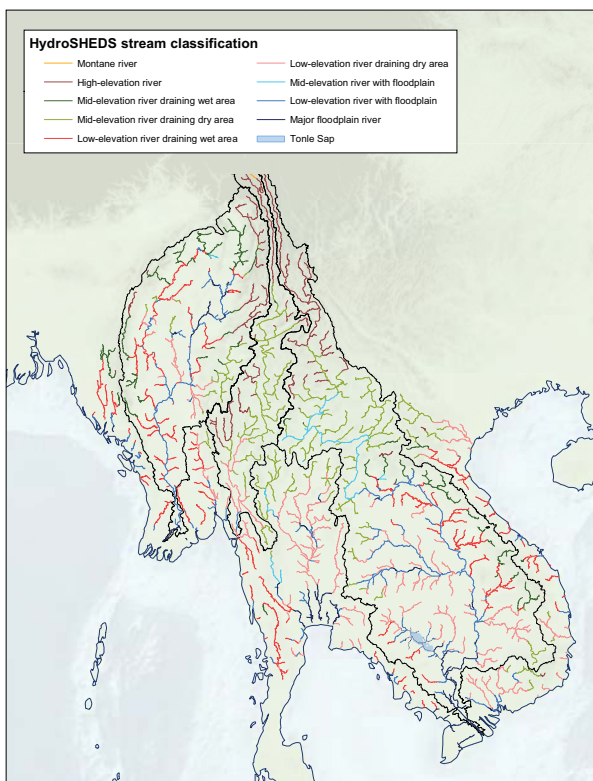 HydroSHEDS stream classification
Montane river
High-elevation river
Mid-elevation river draining wet area
Mid-elevation river draining dry area
Low-elevation river draining wet area
Low-elevation river draining dry area
Mid-elevation river with floodplain
Low-elevation river with floodplain
Major floodplain river
Tonle Sap